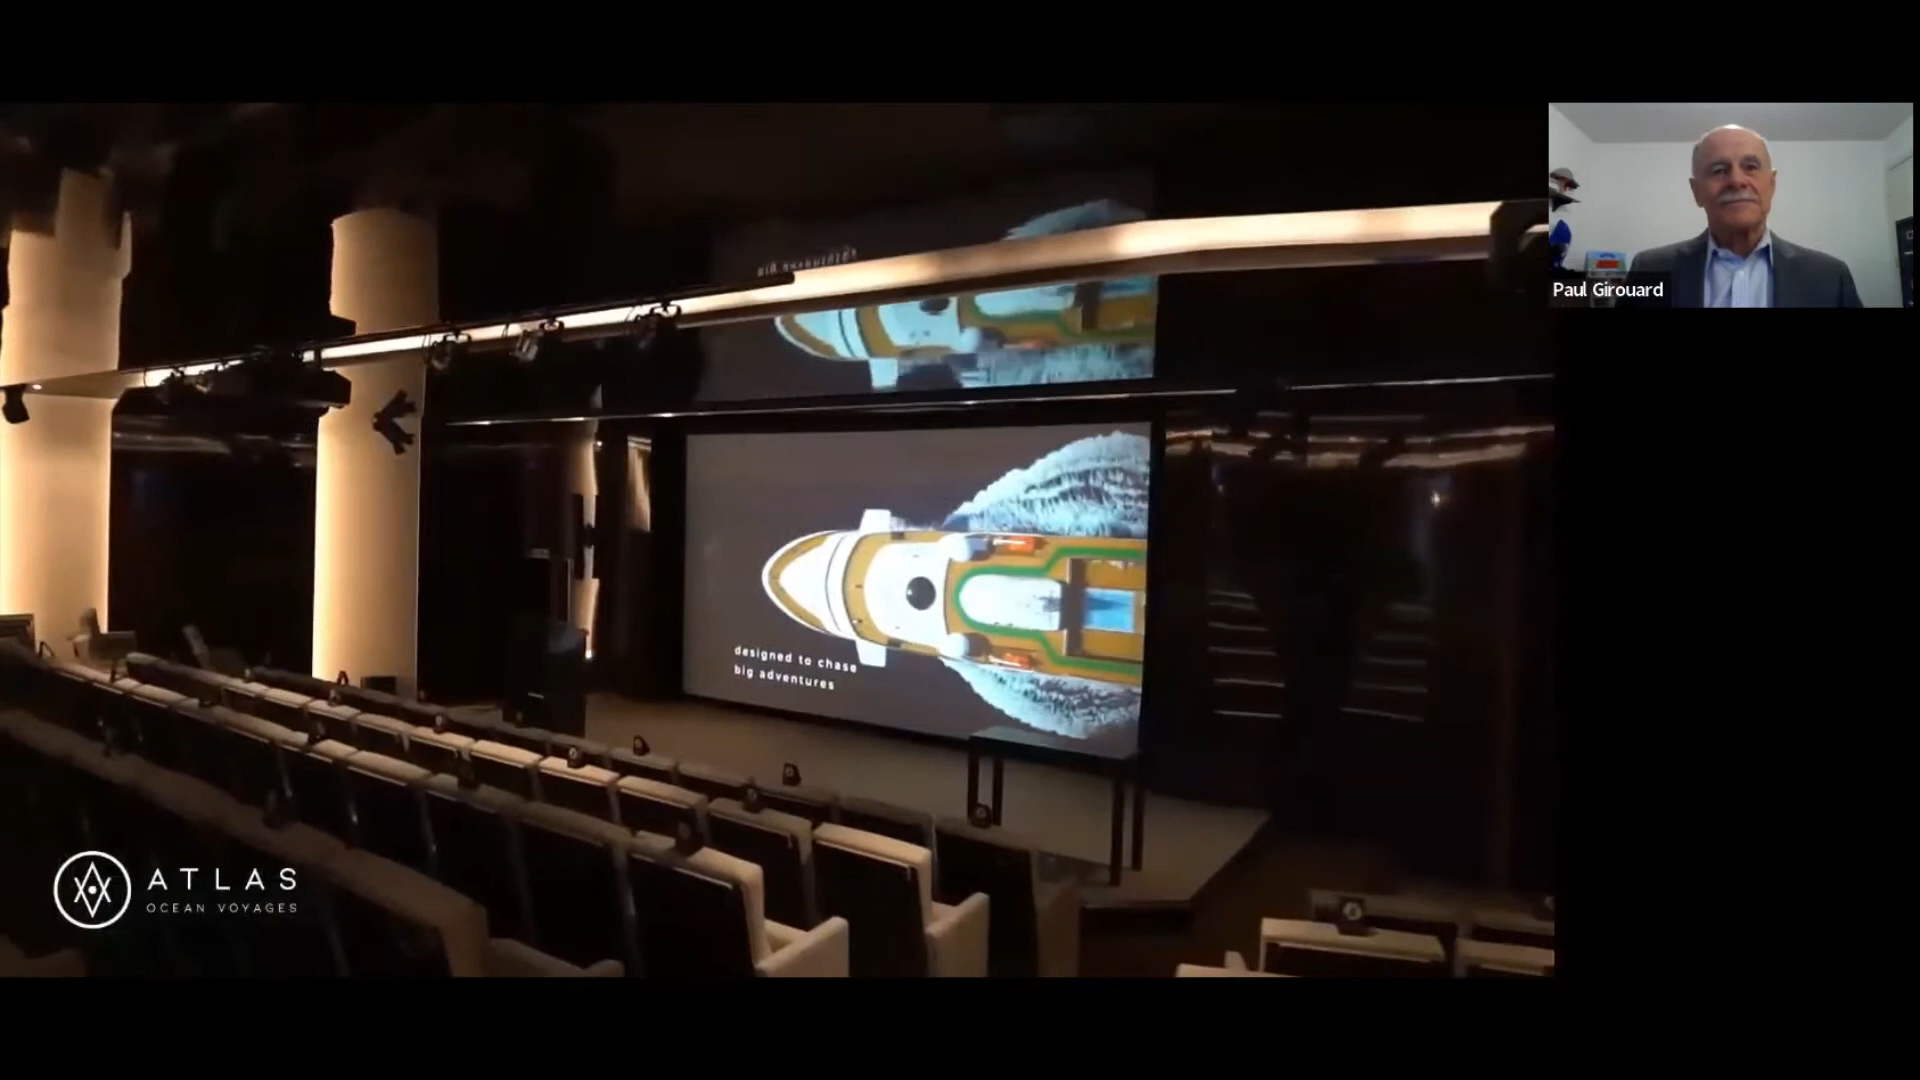 Paul Girouard
designed to chase
big adventures
ATLAS
OCEAN VOYAGES